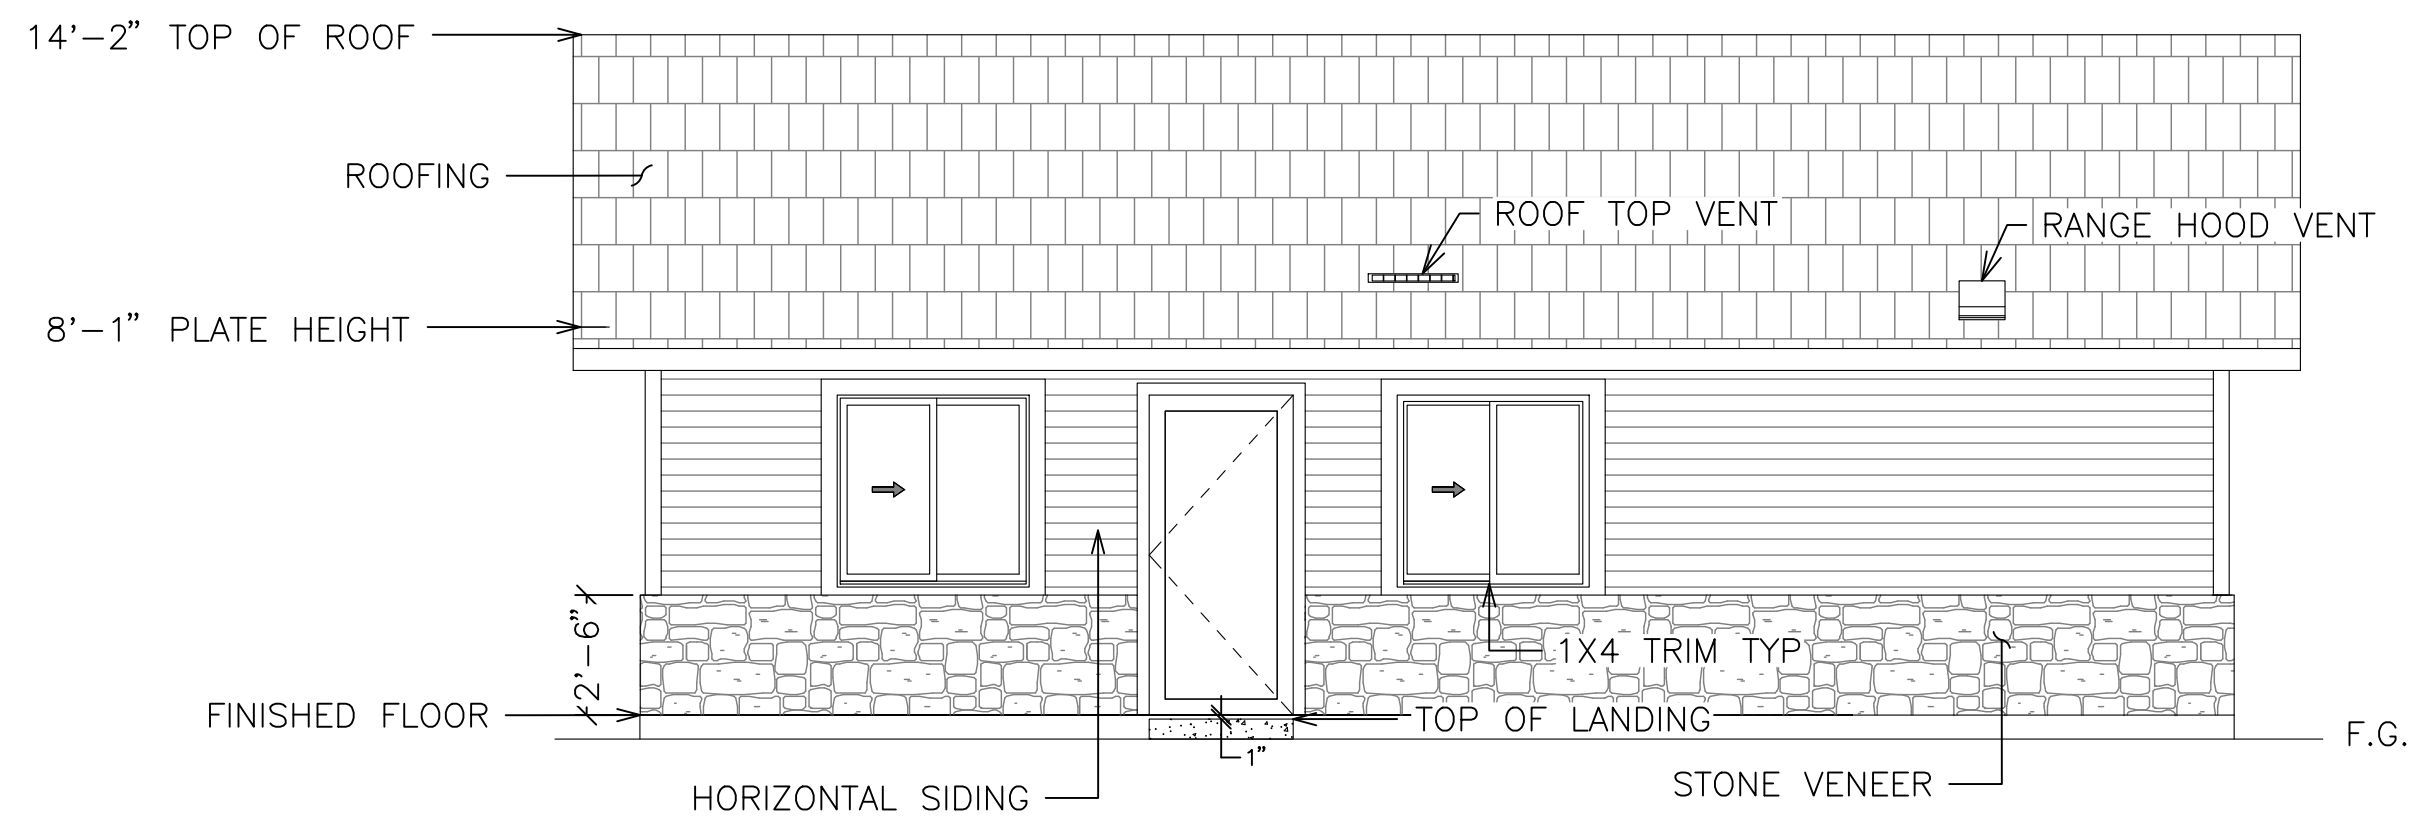 14'-2" TOP OF ROOF
ROOFING
ROOF TOP VENT
RANGE HOOD VENT
8'-1" PLATE HEIGHT
2'-6"
1X4 TRIM TYP
FINISHED FLOOR
TOP OF LANDING
F.G.
1"
HORIZONTAL SIDING
STONE VENEER